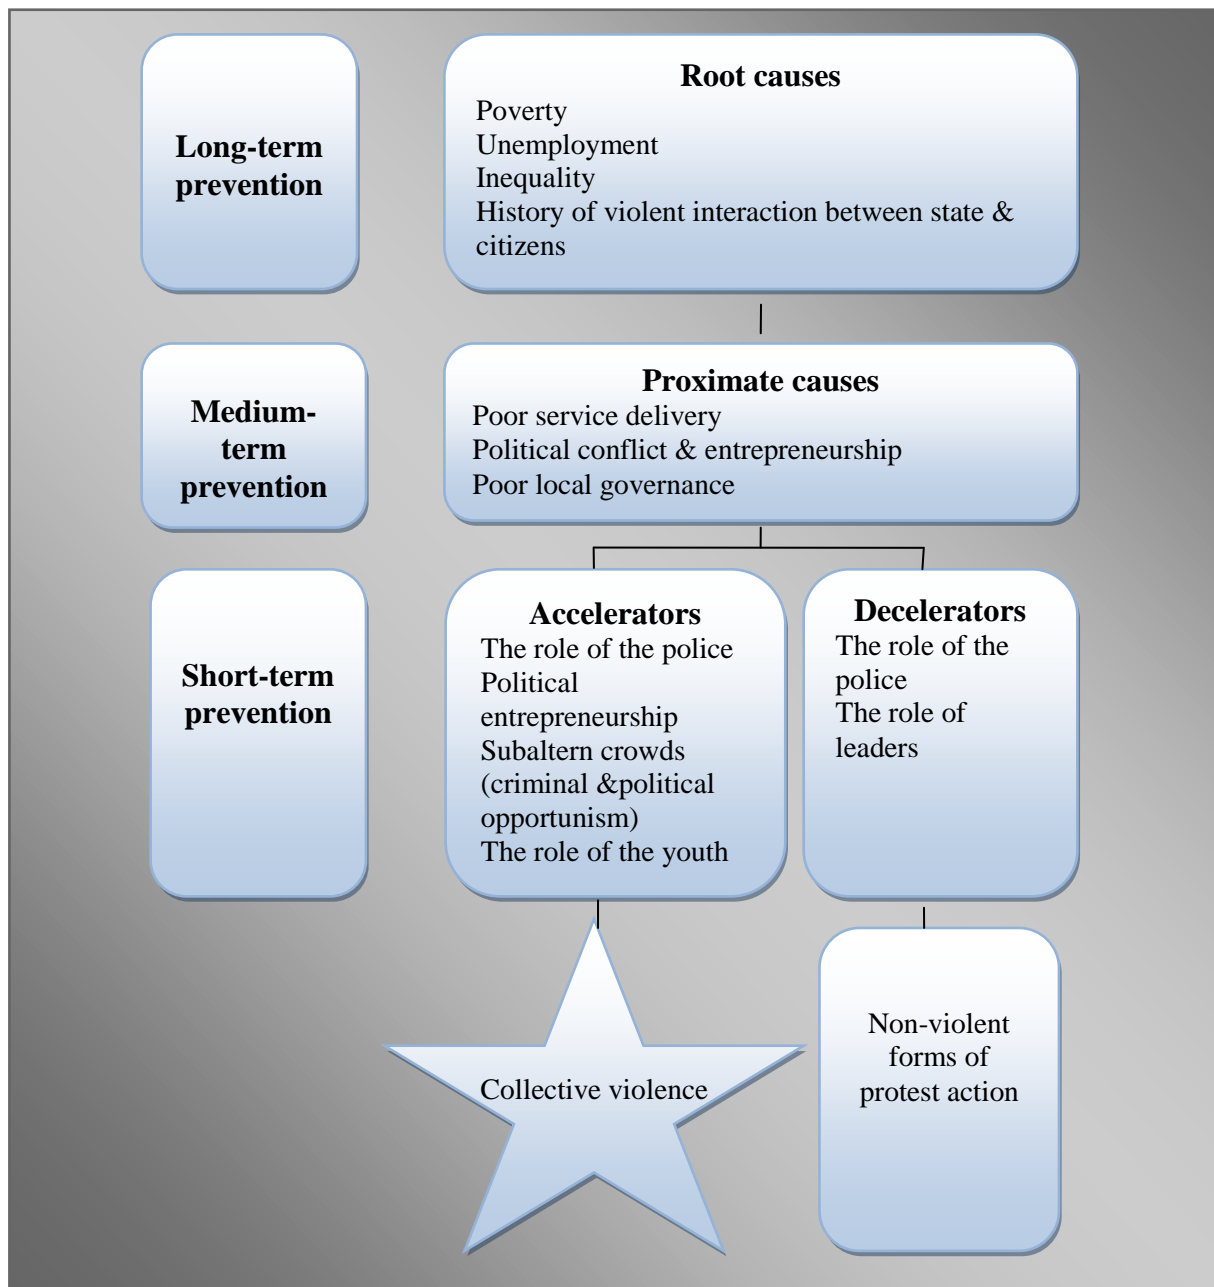 Long-term
prevention
Root causes
Poverty
Unemployment
Inequality
History of violent interaction between state &
citizens
Medium-
term
prevention
Proximate causes
Poor service delivery
Political conflict & entrepreneurship
Poor local governance
Short-term
prevention
Accelerators
The role of the police
Political
entrepreneurship
Subaltern crowds
(criminal &political
opportunism)
The role of the youth
Decelerators
The role of the
police
The role of
leaders
Collective violence
Non-violent
forms of
protest action